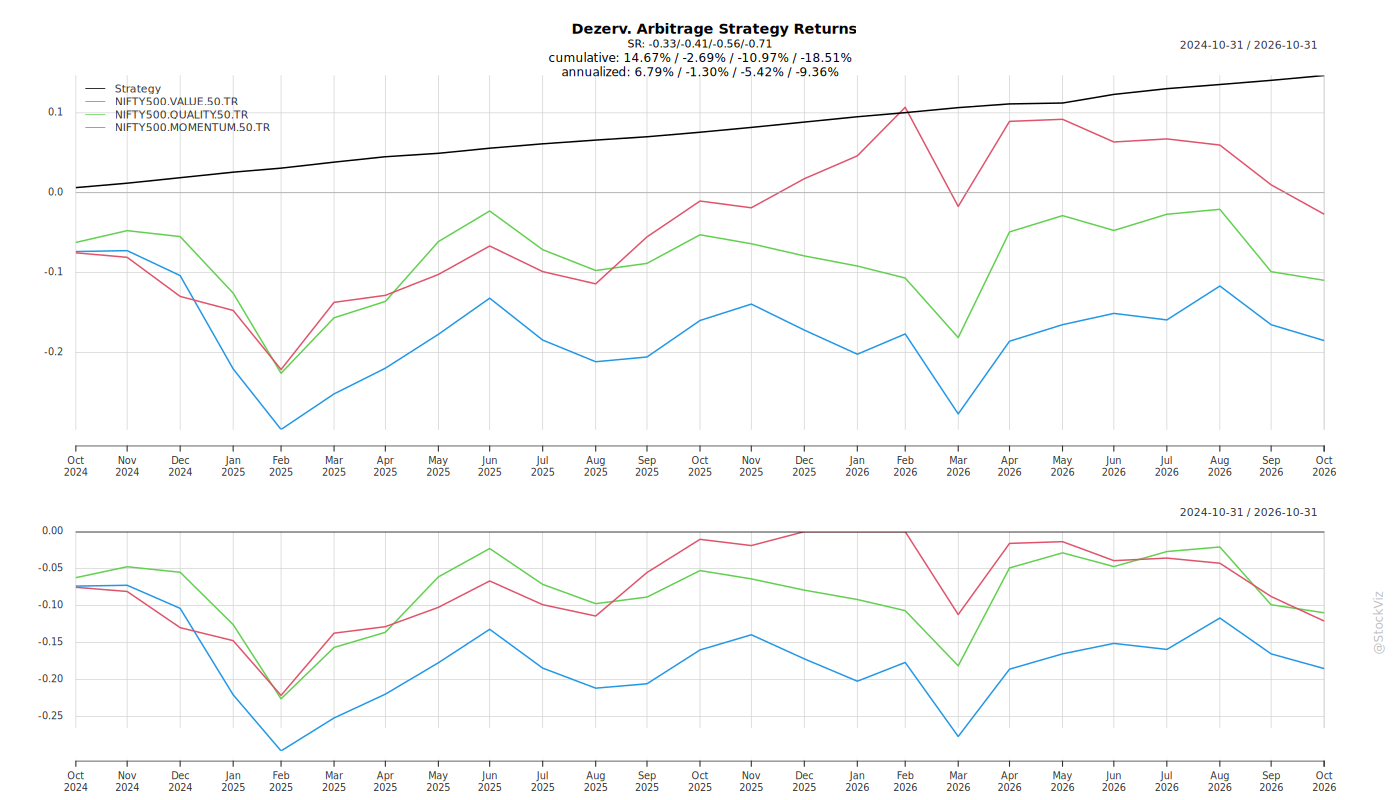 Dezerv. Arbitrage Strategy Returns
SR: -0.33/-0.41/-0.56/-0.71
cumulative: 14.67% / -2.69% / -10.97% / -18.51%
annualized: 6.79% / -1.30% / -5.42% / -9.36%
2024-10-31 / 2026-10-31
Strategy
NIFTY500.VALUE.50.TR
NIFTY500.QUALITY.50.TR
NIFTY500.MOMENTUM.50.TR
0.1
0.0
-0.1
-0.2
Oct Nov Dec Jan Feb Mar Apr May Jun Jul Aug Sep Oct Nov Dec Jan Feb Mar Apr May Jun Jul Aug Sep Oct
2024 2024 2024 2025 2025 2025 2025 2025 2025 2025 2025 2025 2025 2025 2025 2026 2026 2026 2026 2026 2026 2026 2026 2026 2026
2024-10-31 / 2026-10-31
0.00
-0.05
-0.10
-0.15
-0.20
-0.25
Oct Nov Dec Jan Feb Mar Apr May Jun Jul Aug Sep Oct Nov Dec Jan Feb Mar Apr May Jun Jul Aug Sep Oct
2024 2024 2024 2025 2025 2025 2025 2025 2025 2025 2025 2025 2025 2025 2025 2026 2026 2026 2026 2026 2026 2026 2026 2026 2026
@StockViz